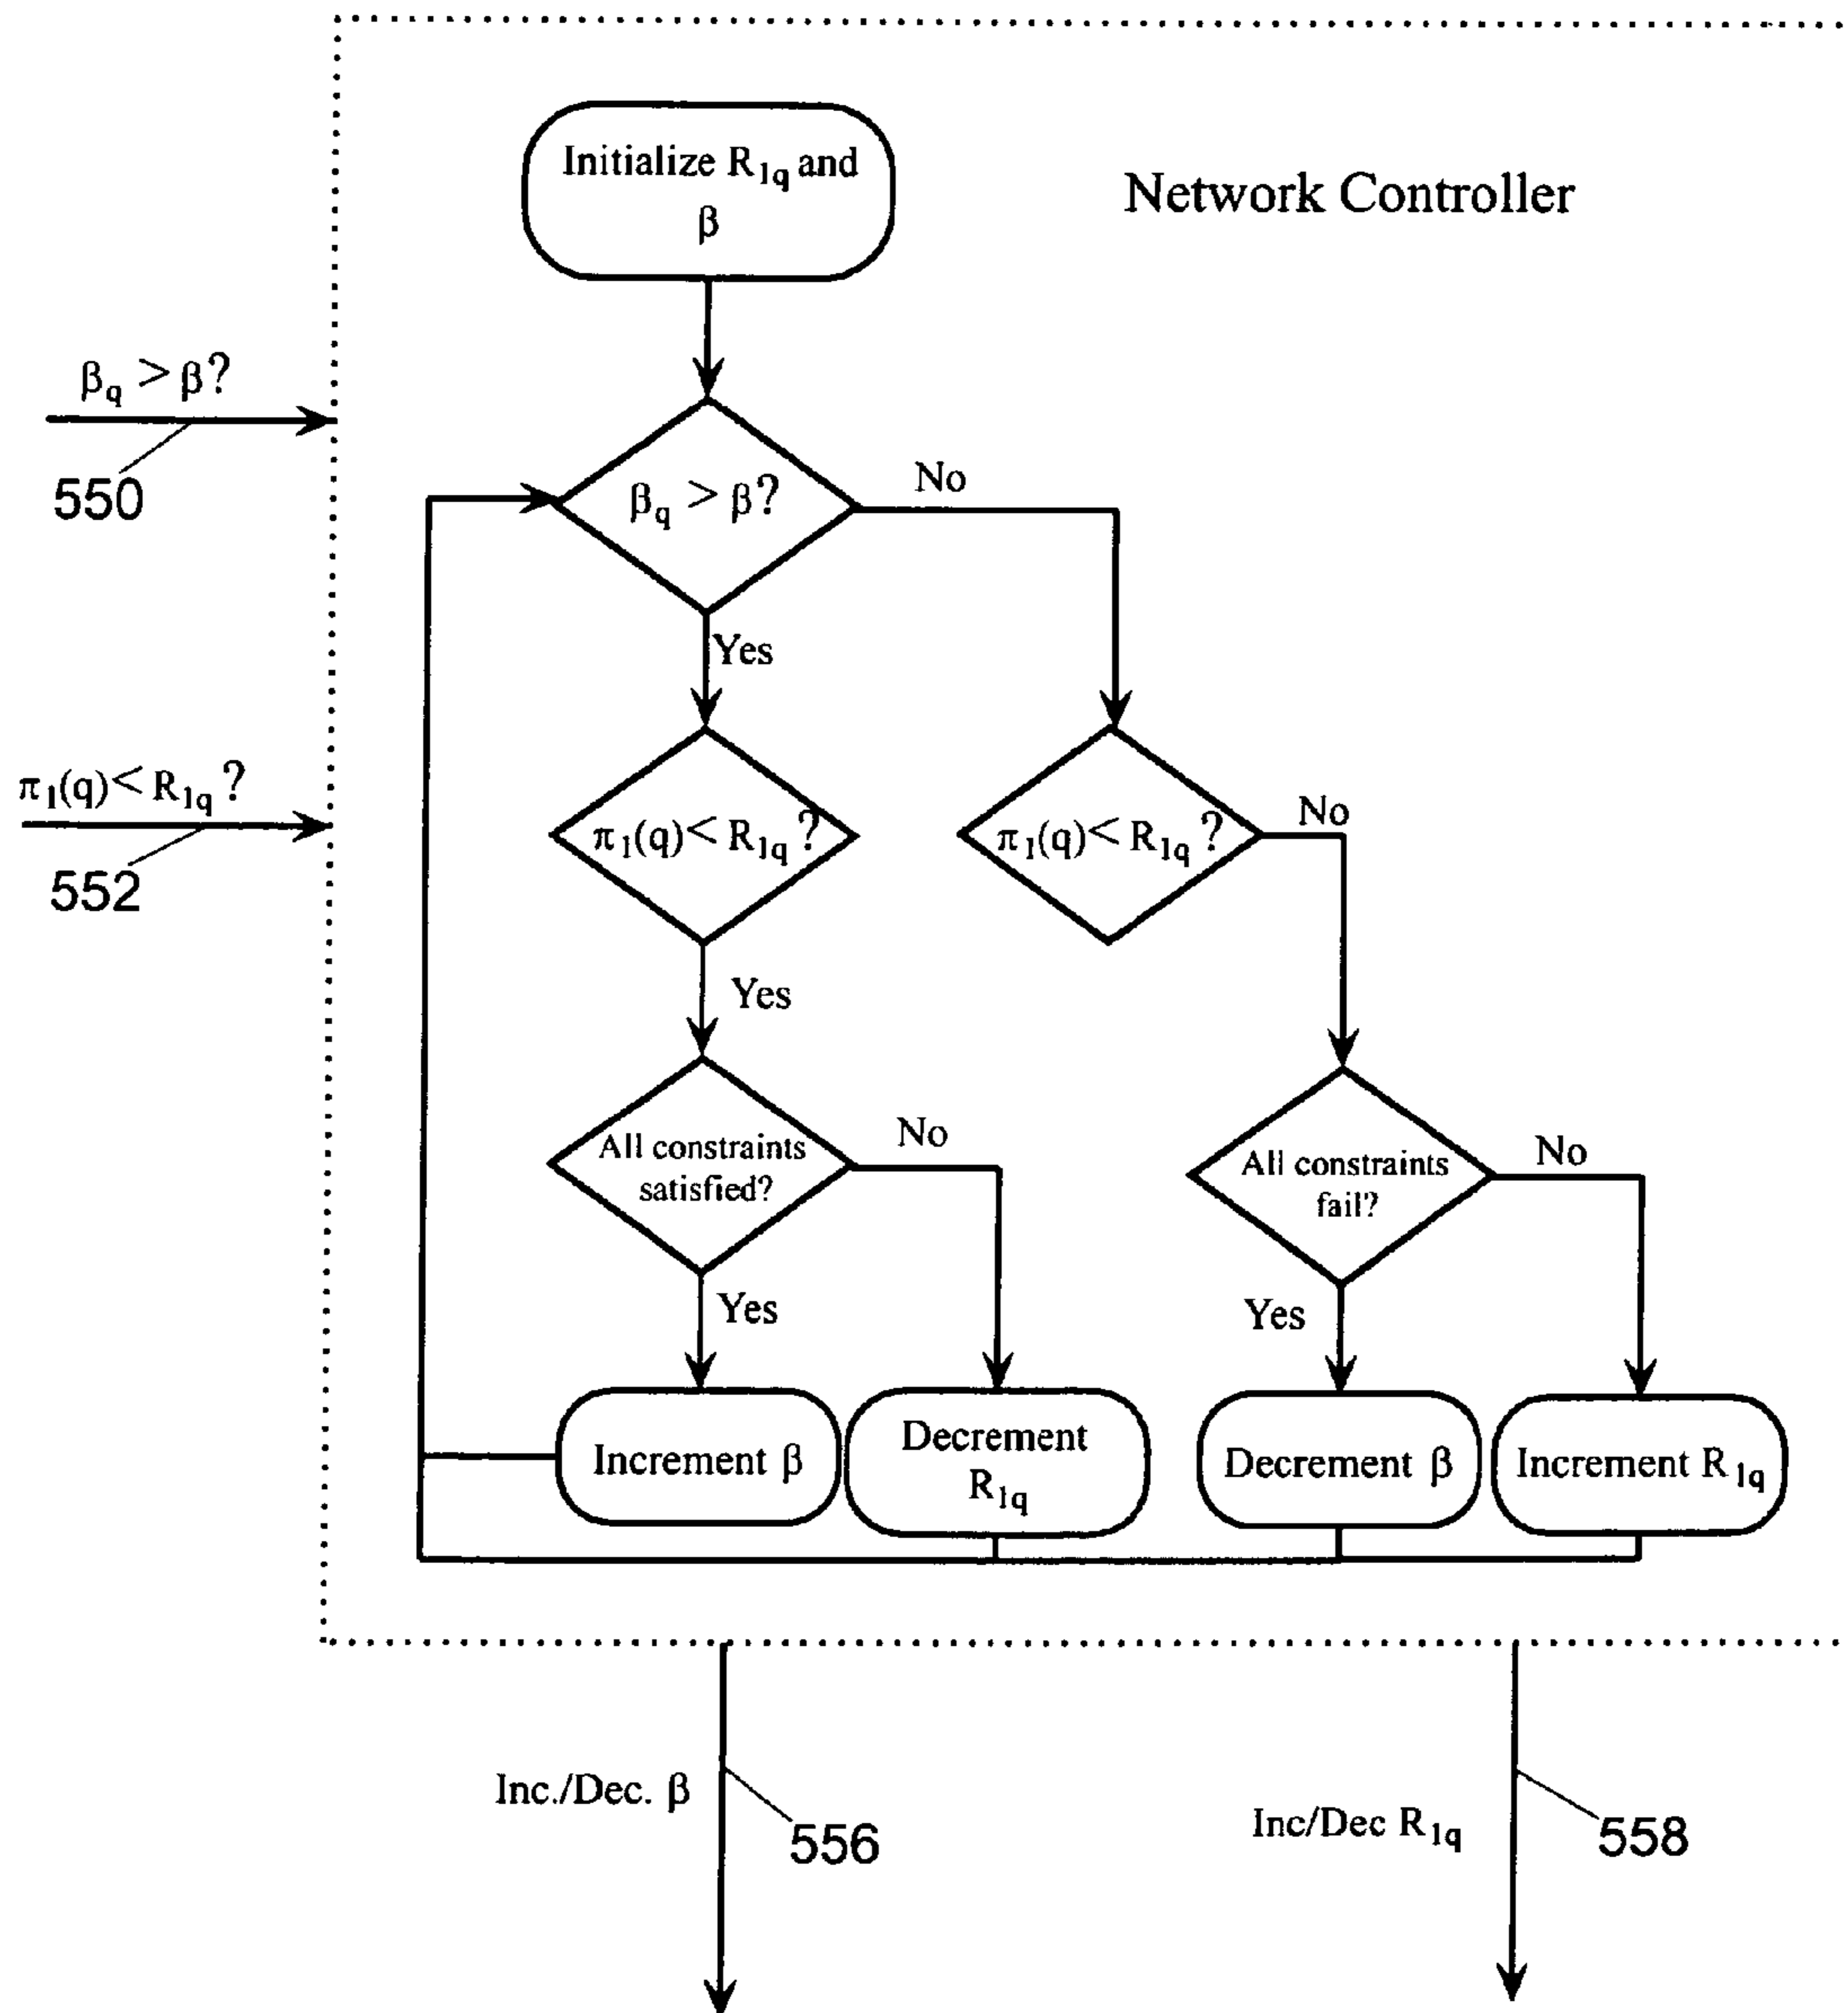 Initialize R1q and
β
Network Controller
βq > β?
550
βq > β?
No
Yes
π1(q)< R1q ?
552
π1(q)< R1q ?
π1(q)< R1q ?
No
Yes
All constraints
satisfied?
No
All constraints
fail?
No
Yes
Yes
Increment β
Decrement
R1q
Decrement β
Increment R1q
Inc./Dec. β
556
Inc/Dec R1q
558